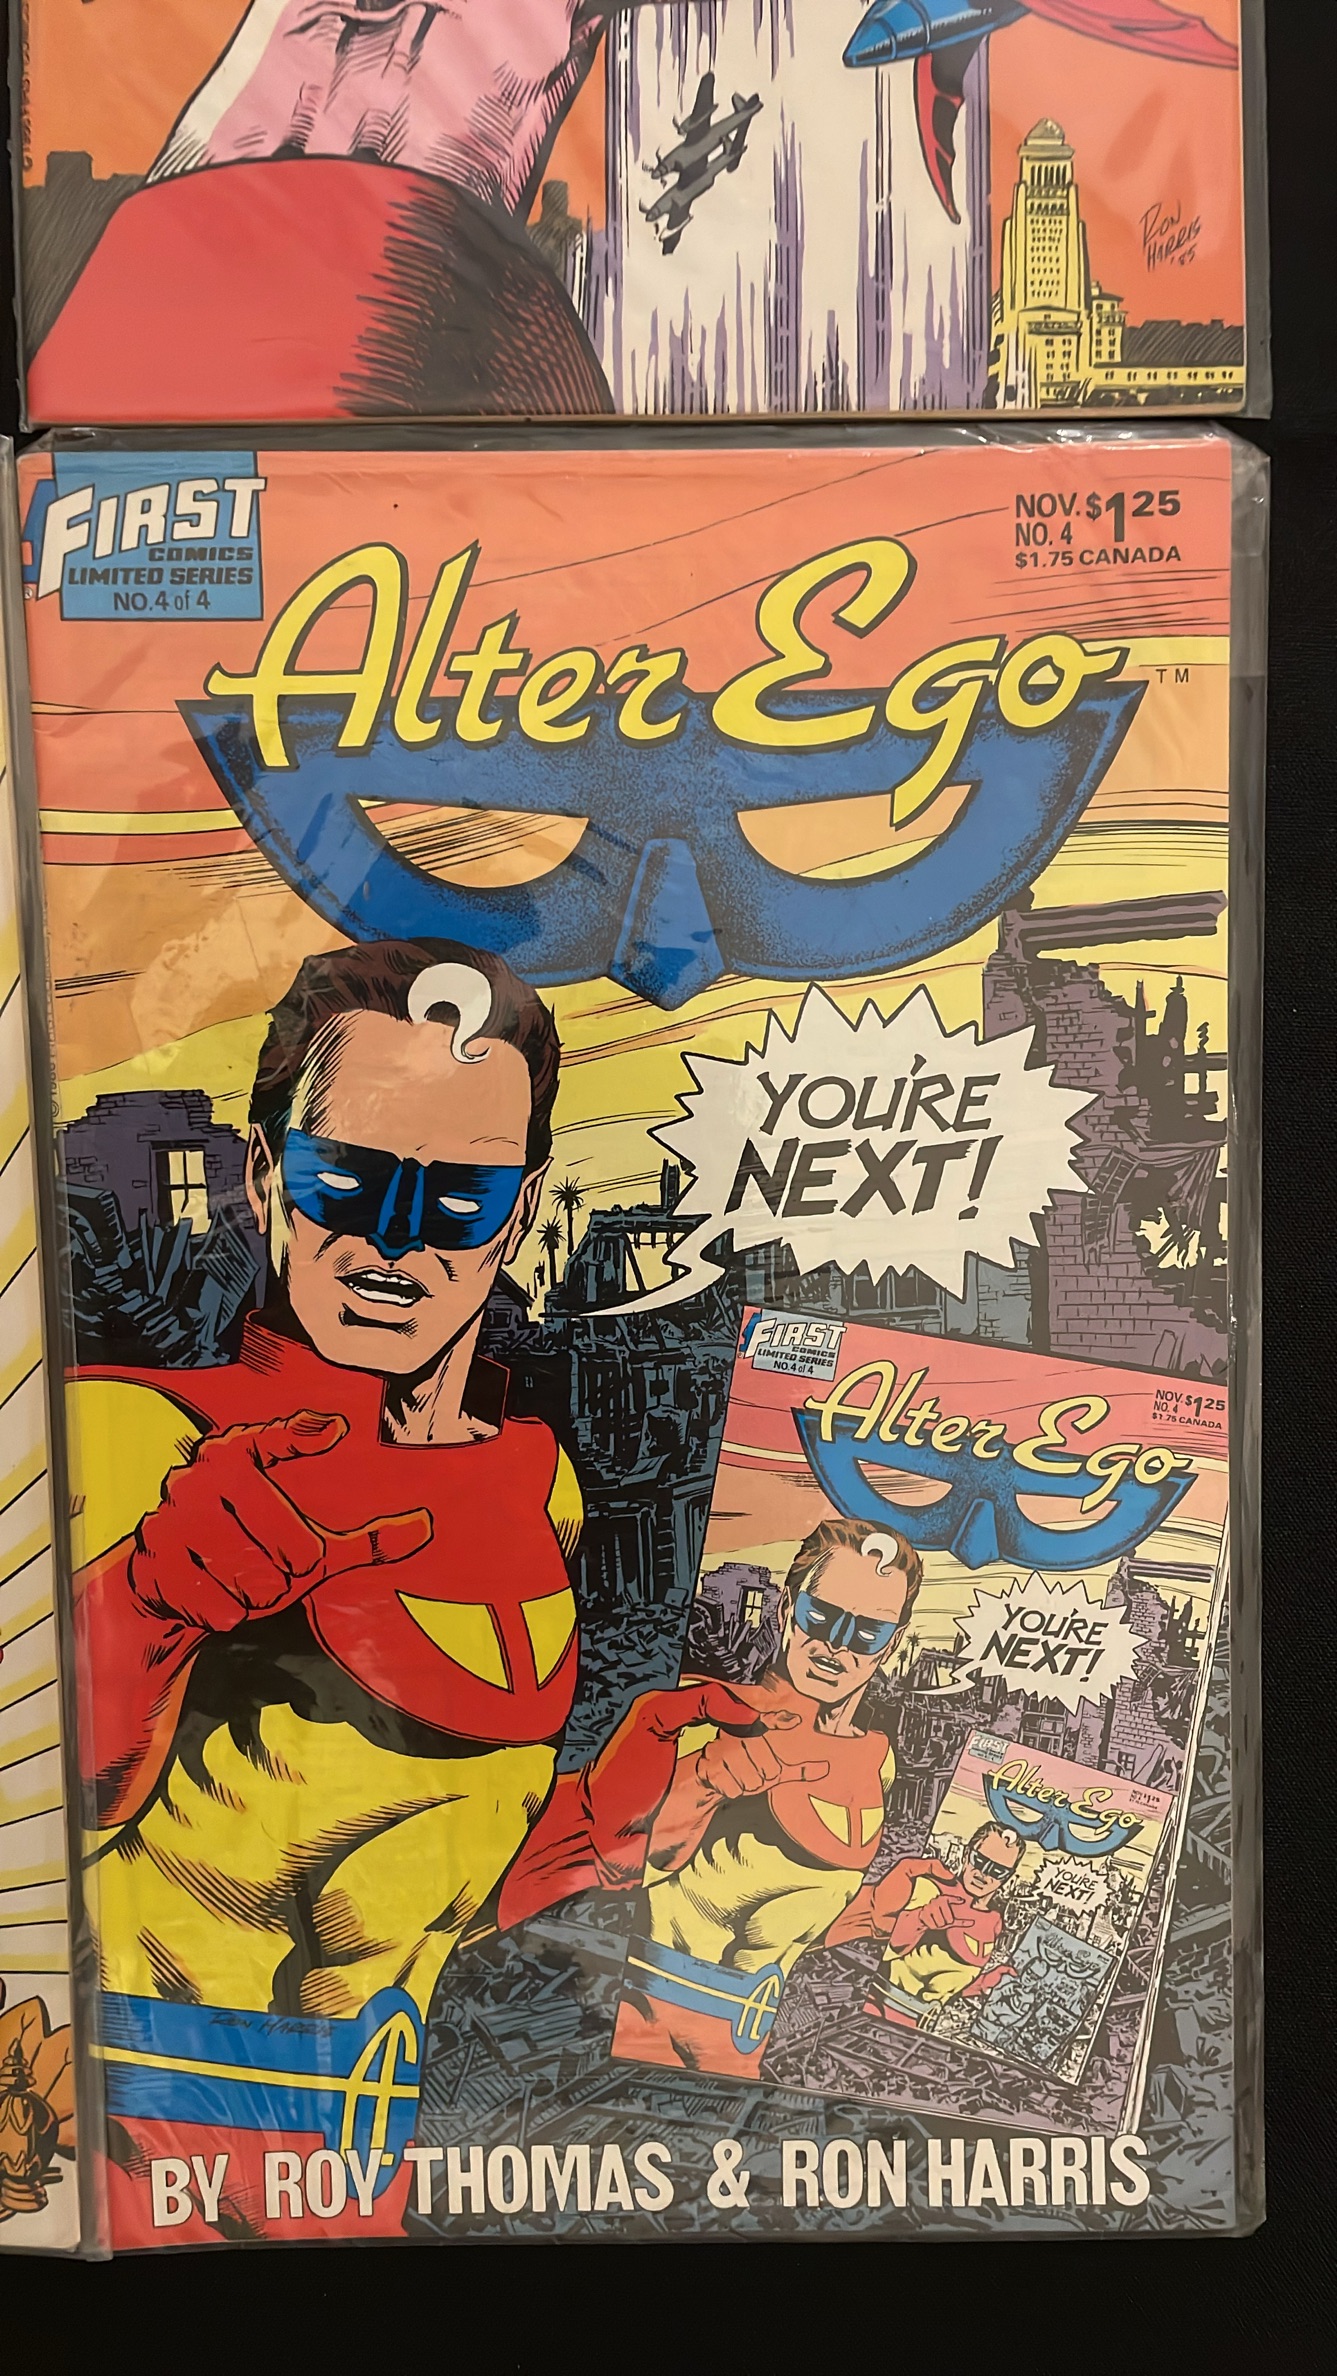 RON
HARRIS
'85
FIRST
COMICS
LIMITED SERIES
NO.4 of 4
NOV. $1.25
NO. 4
$1.75 CANADA
Alter Ego
TM
YOU'RE
NEXT!
FIRST
COMICS
LIMITED SERIES
NO.4 of 4
NOV. $1.25
NO. 4
$1.75 CANADA
Alter Ego
YOU'RE
NEXT!
FIRST
Alter Ego
YOU'RE
NEXT!
Alter Ego
RON HARRIS
BY ROY THOMAS & RON HARRIS